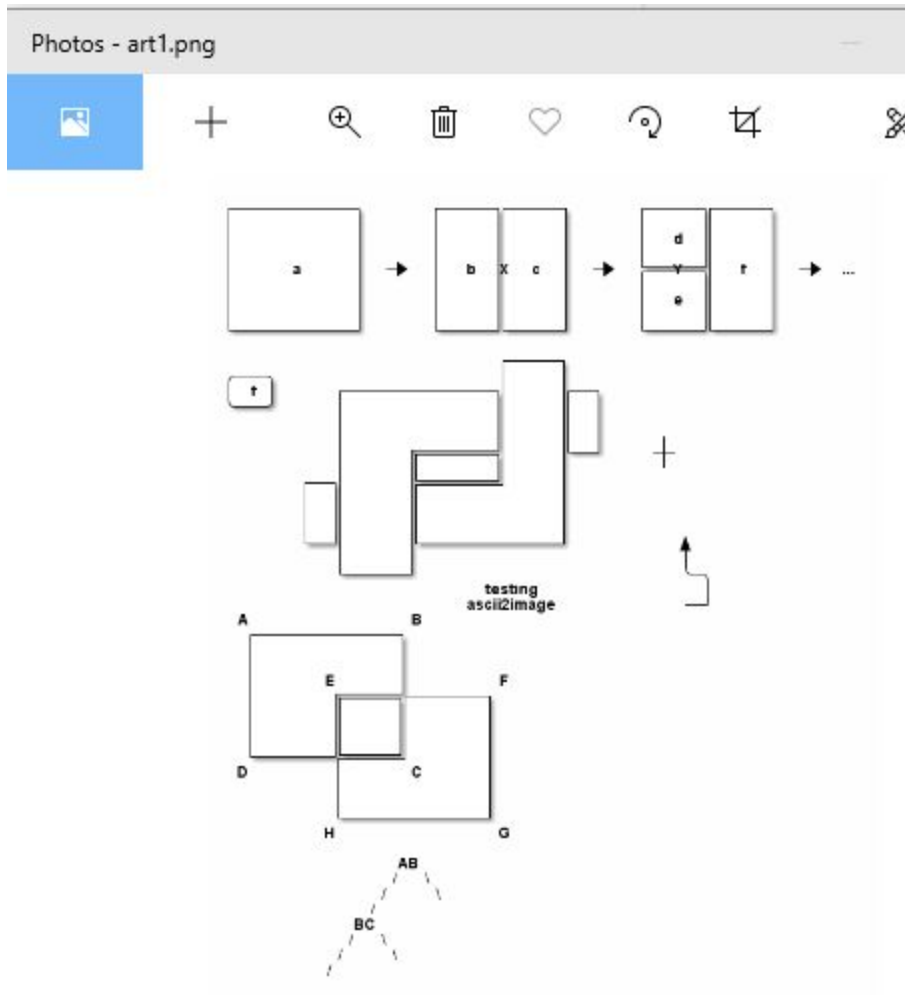 Photos - art1.png
a b X c d Y e f ...
f
testing
ascii2image
A B
E F
D C
H G
AB
BC